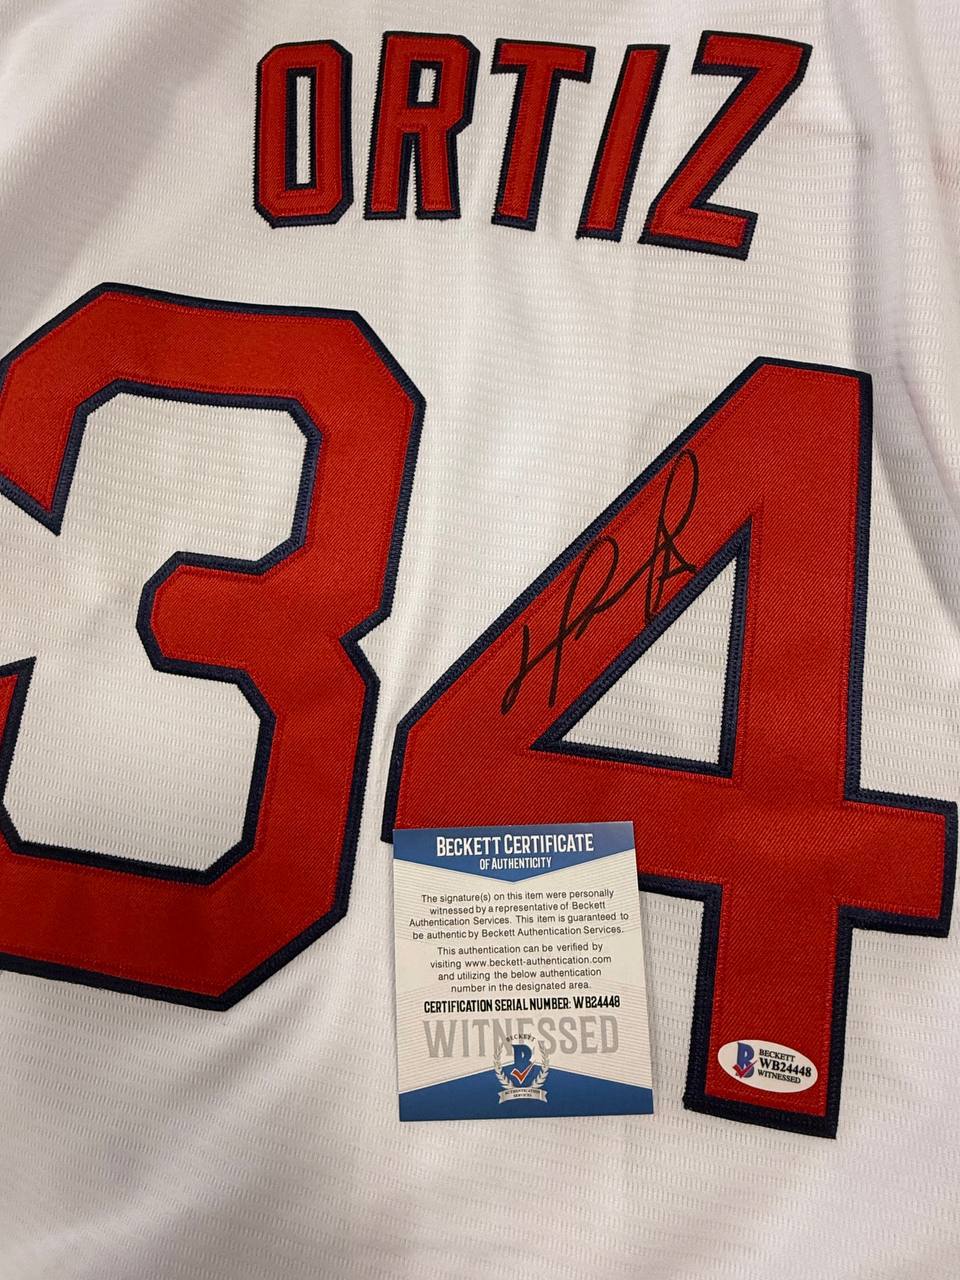 ORTIZ
34
BECKETT CERTIFICATE
OF AUTHENTICITY
The signature(s) on this item were personally
witnessed by a representative of Beckett
Authentication Services. This item is guaranteed to
be authentic by Beckett Authentication Services.
This authentication can be verified by
visiting www.beckett-authentication.com
and utilizing the below authentication
number in the designated area.
CERTIFICATION SERIAL NUMBER: WB24448
WITNESSED
BECKETT
B
AUTHENTICATION
SERVICES
B
BECKETT
WB24448
WITNESSED